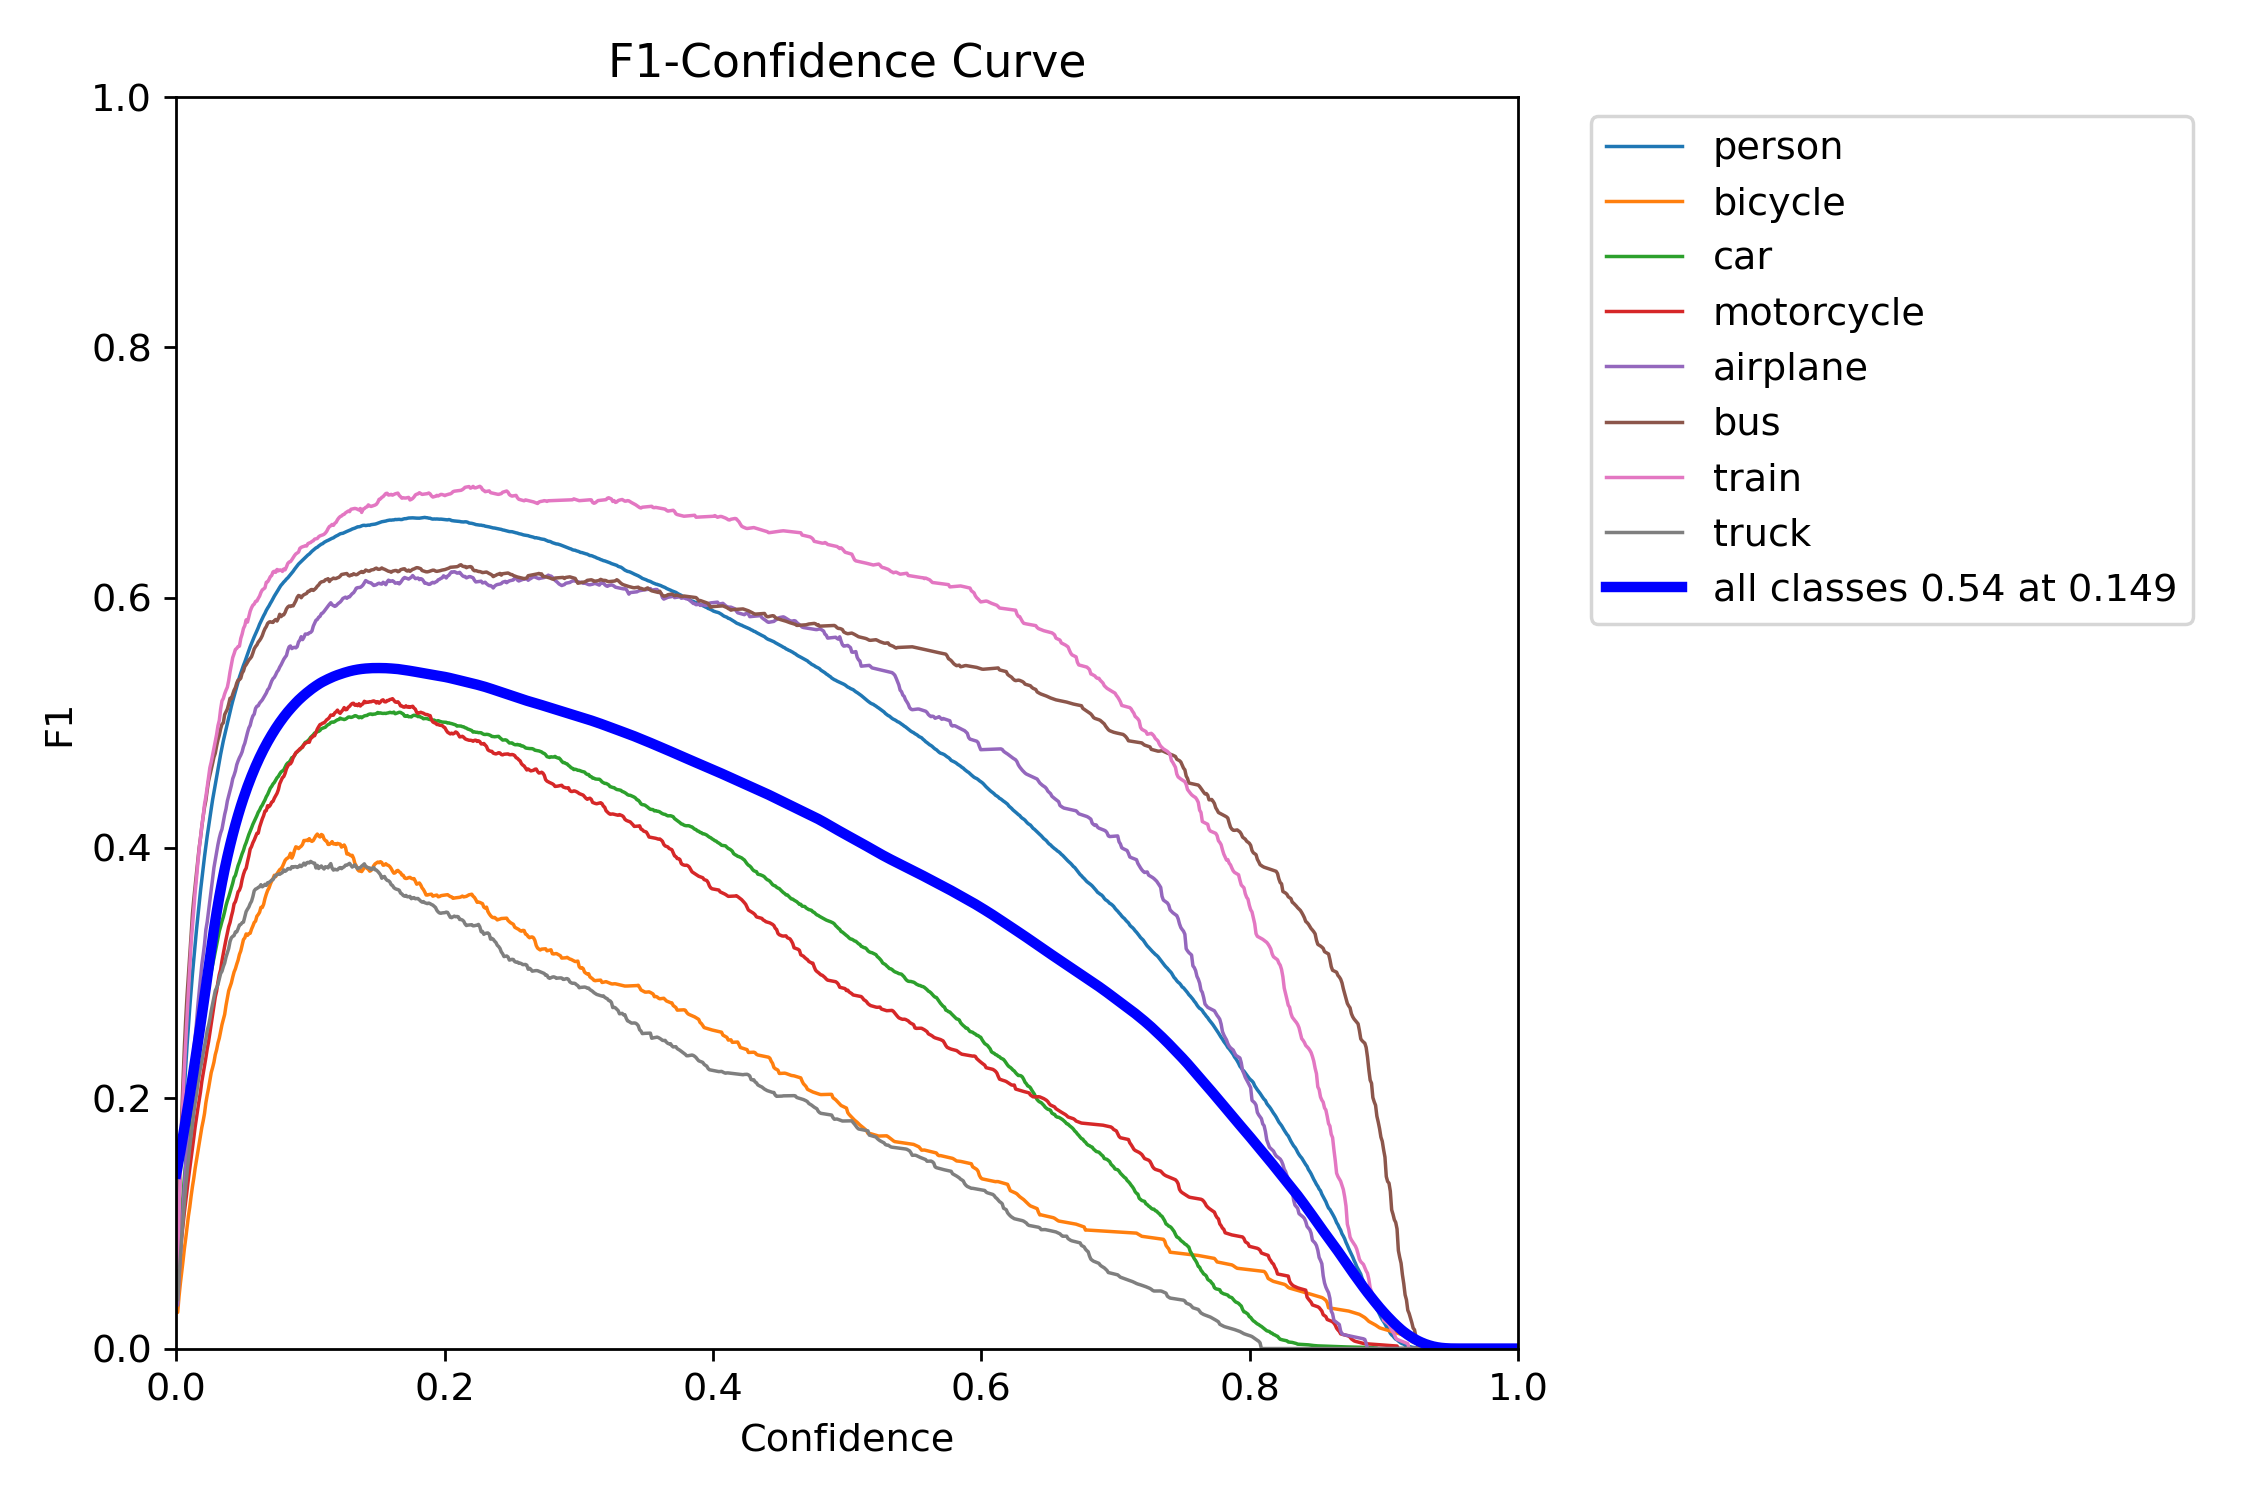 F1-Confidence Curve
1.0
0.8
0.6
0.4
0.2
0.0
F1
0.0 0.2 0.4 0.6 0.8 1.0
Confidence
person
bicycle
car
motorcycle
airplane
bus
train
truck
all classes 0.54 at 0.149